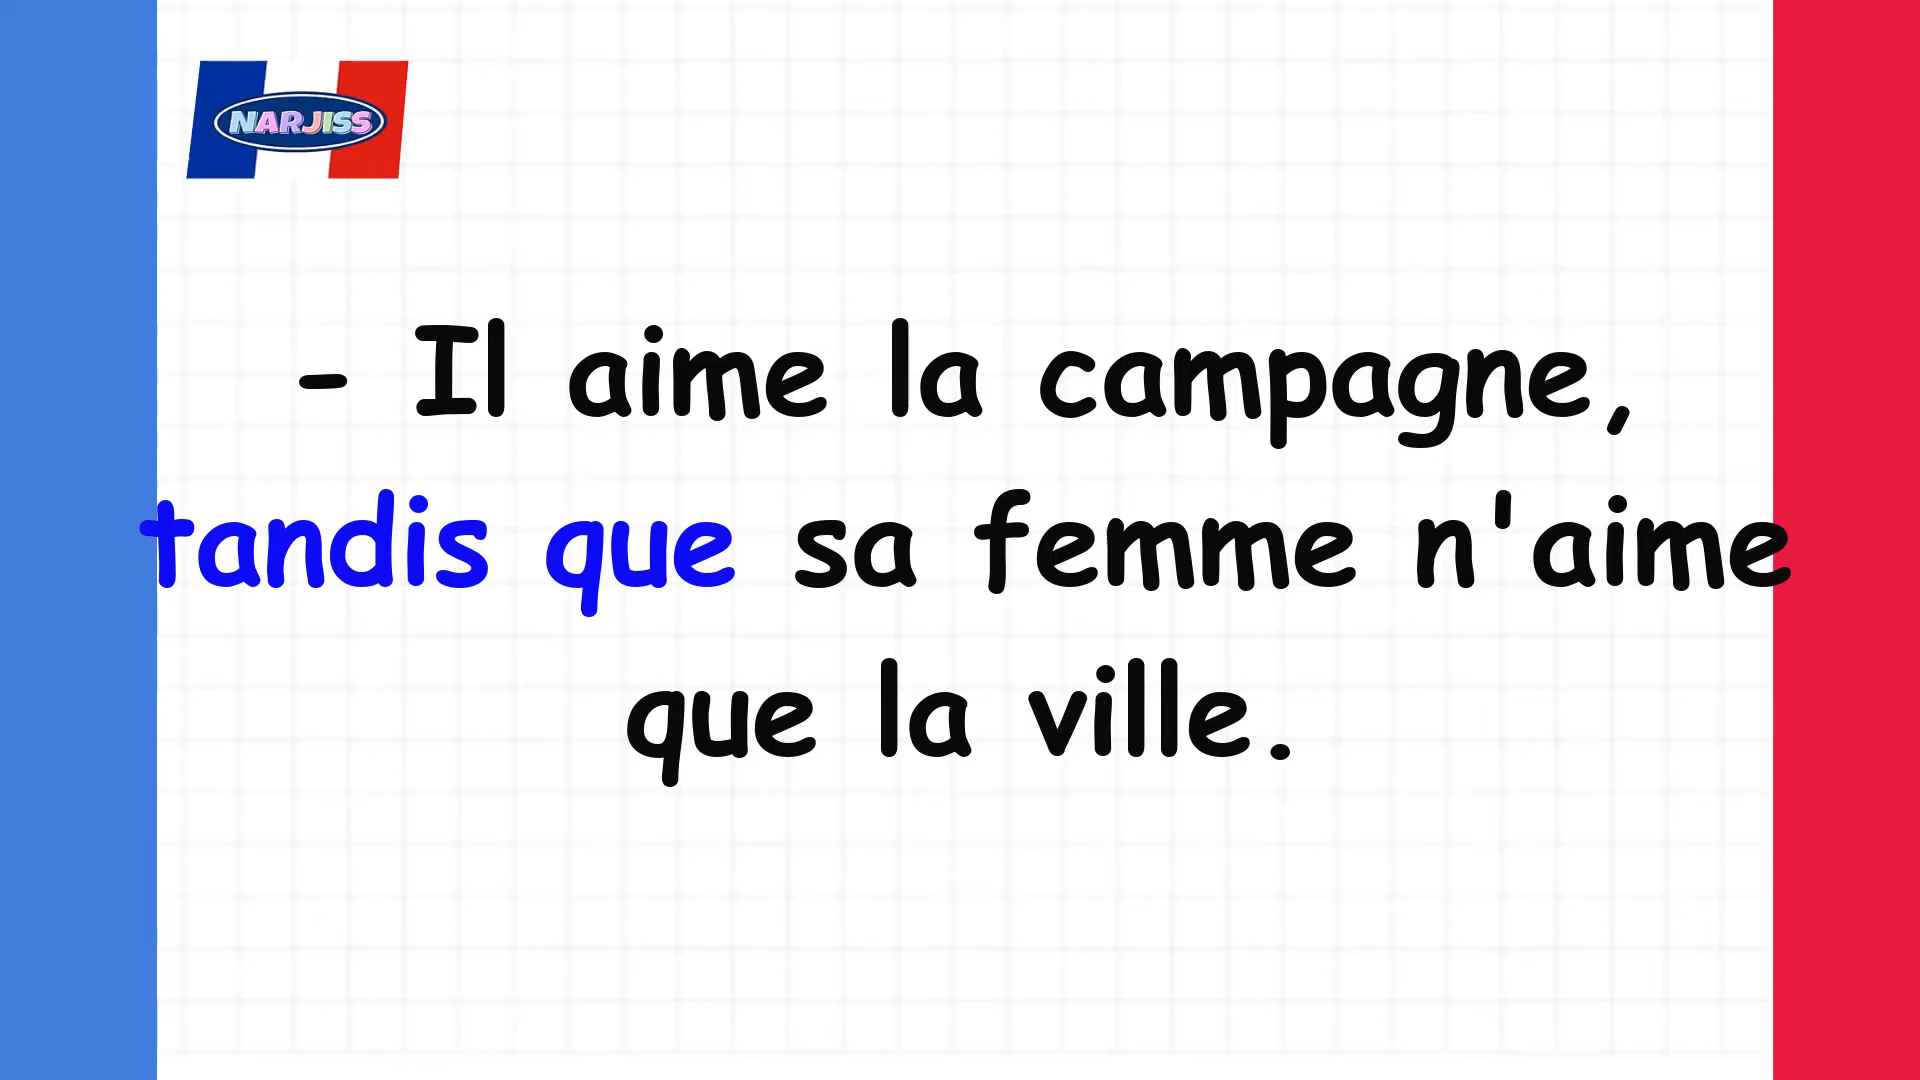 NARJISS
- Il aime la campagne,
tandis que sa femme n'aime
que la ville.